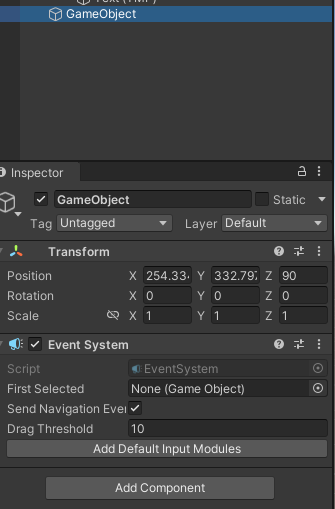 Text (TMP)
GameObject
Inspector
GameObject
Static
Tag Untagged Layer Default
Transform
Position X 254.33 Y 332.797 Z 90
Rotation X 0 Y 0 Z 0
Scale X 1 Y 1 Z 1
Event System
Script EventSystem
First Selected None (Game Object)
Send Navigation Even
Drag Threshold 10
Add Default Input Modules
Add Component